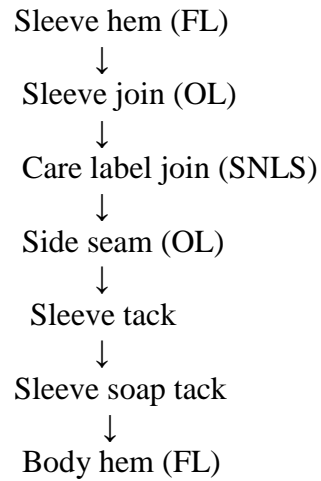 Sleeve hem (FL)
↓
Sleeve join (OL)
↓
Care label join (SNLS)
↓
Side seam (OL)
↓
Sleeve tack
↓
Sleeve soap tack
↓
Body hem (FL)